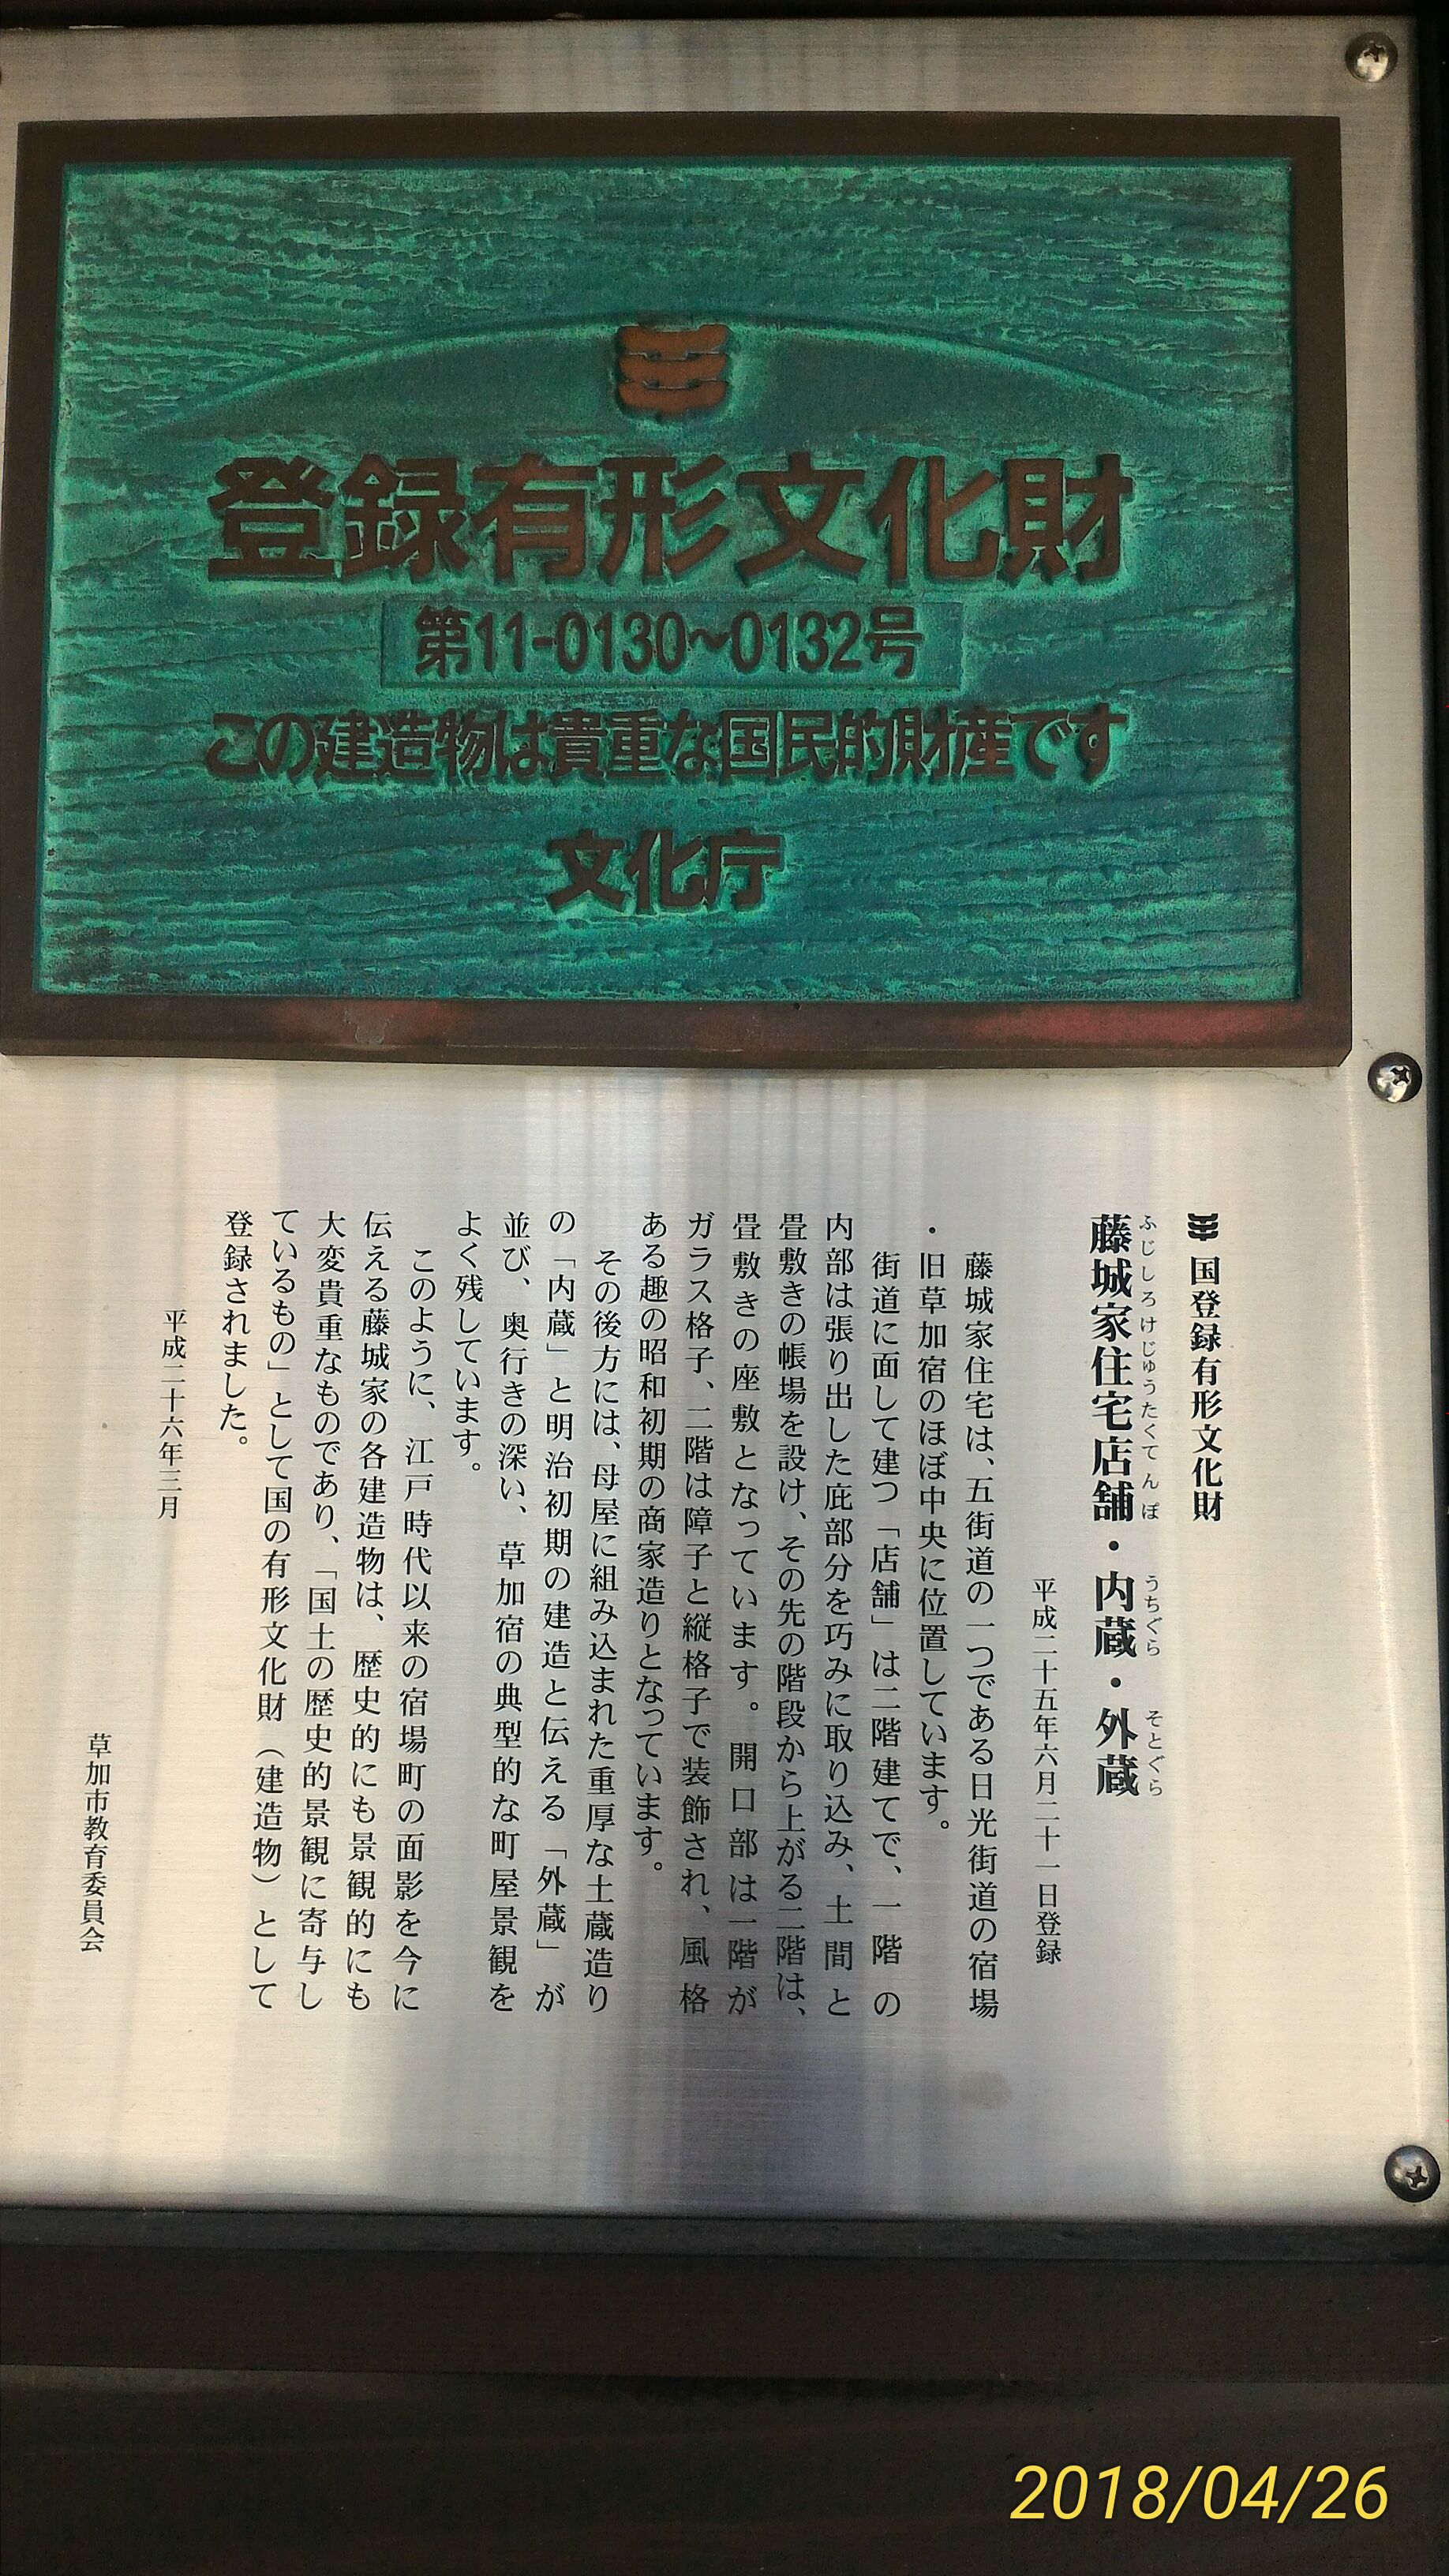 登録有形文化財
第11-0130~0132号
この建造物は貴重な国民的財産です
文化庁
国登録有形文化財
ふじしろけじゅうたくてんぽ うちぐら そとぐら
藤城家住宅店舗・内蔵・外蔵
平成二十五年六月二十一日登録
藤城家住宅は、五街道の一つである日光街道の宿場
・旧草加宿のほぼ中央に位置しています。
街道に面して建つ「店舗」は二階建てで、一階の
内部は張り出した庇部分を巧みに取り込み、土間と
畳敷きの帳場を設け、その先の階段から上がる二階は、
畳敷きの座敷となっています。開口部は一階が
ガラス格子、二階は障子と縦格子で装飾され、風格
ある趣の昭和初期の商家造りとなっています。
その後方には、母屋に組み込まれた重厚な土蔵造り
の「内蔵」と明治初期の建造と伝える「外蔵」が
並び、奥行きの深い、草加宿の典型的な町屋景観を
よく残しています。
このように、江戸時代以来の宿場町の面影を今に
伝える藤城家の各建造物は、歴史的にも景観的にも
大変貴重なものであり、「国土の歴史的景観に寄与し
ているもの」として国の有形文化財（建造物）として
登録されました。
平成二十六年三月
草加市教育委員会
2018/04/26